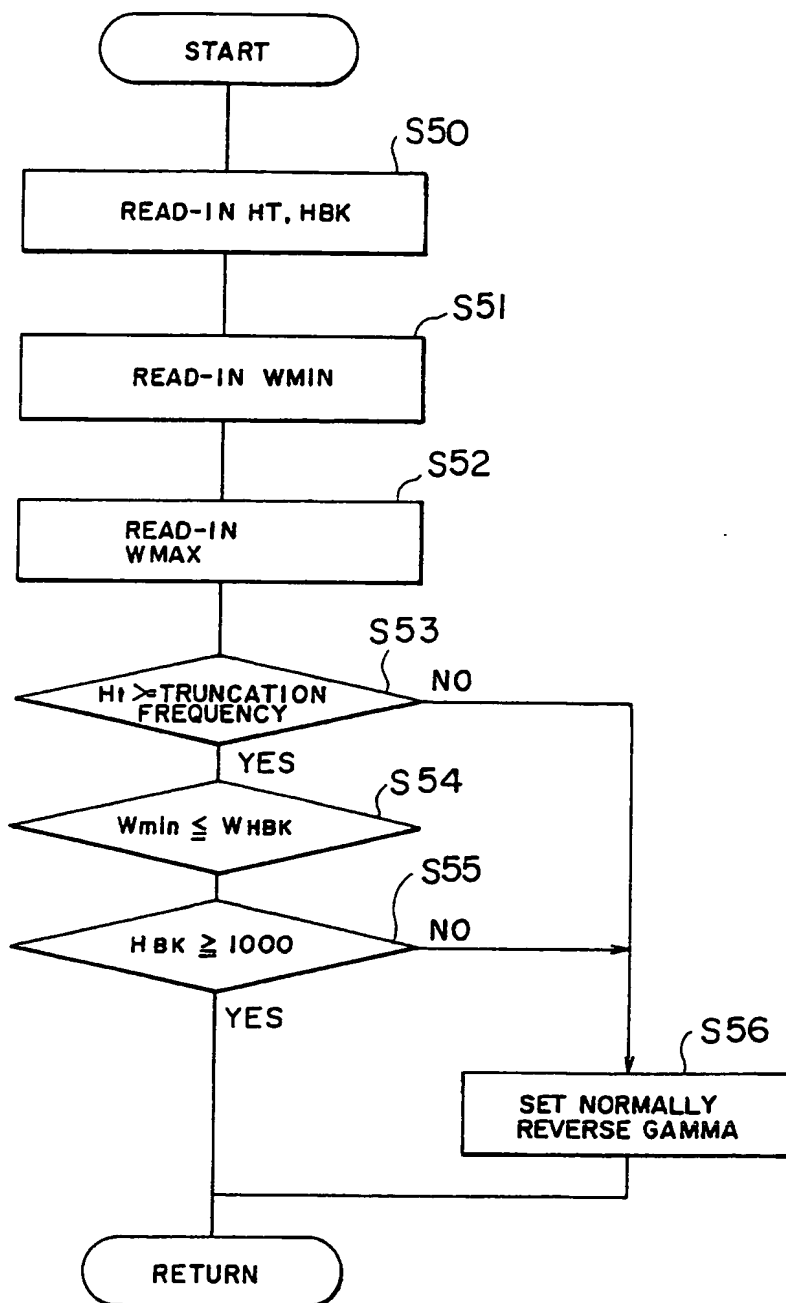 START
S50
READ-IN HT, HBK
S51
READ-IN WMIN
S52
READ-IN
WMAX
S53
Ht >= TRUNCATION
FREQUENCY
NO
YES
S54
Wmin ≦ WHBK
S55
HBK ≧ 1000
NO
YES
S56
SET NORMALLY
REVERSE GAMMA
RETURN